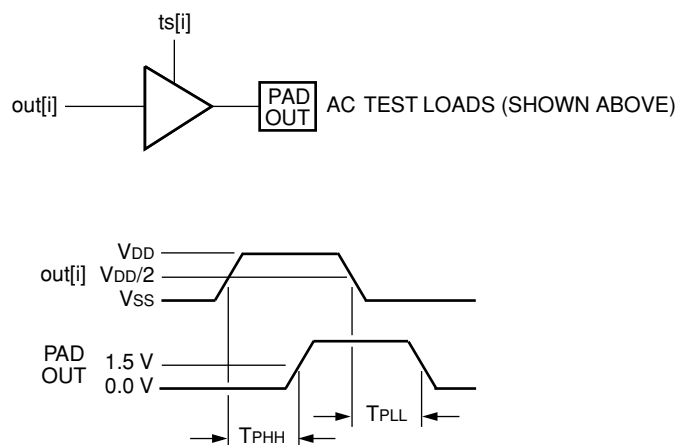 ts[i]
out[i]
PAD
OUT
AC TEST LOADS (SHOWN ABOVE)
VDD
out[i] VDD/2
VSS
PAD
OUT
1.5 V
0.0 V
TPLL
TPHH